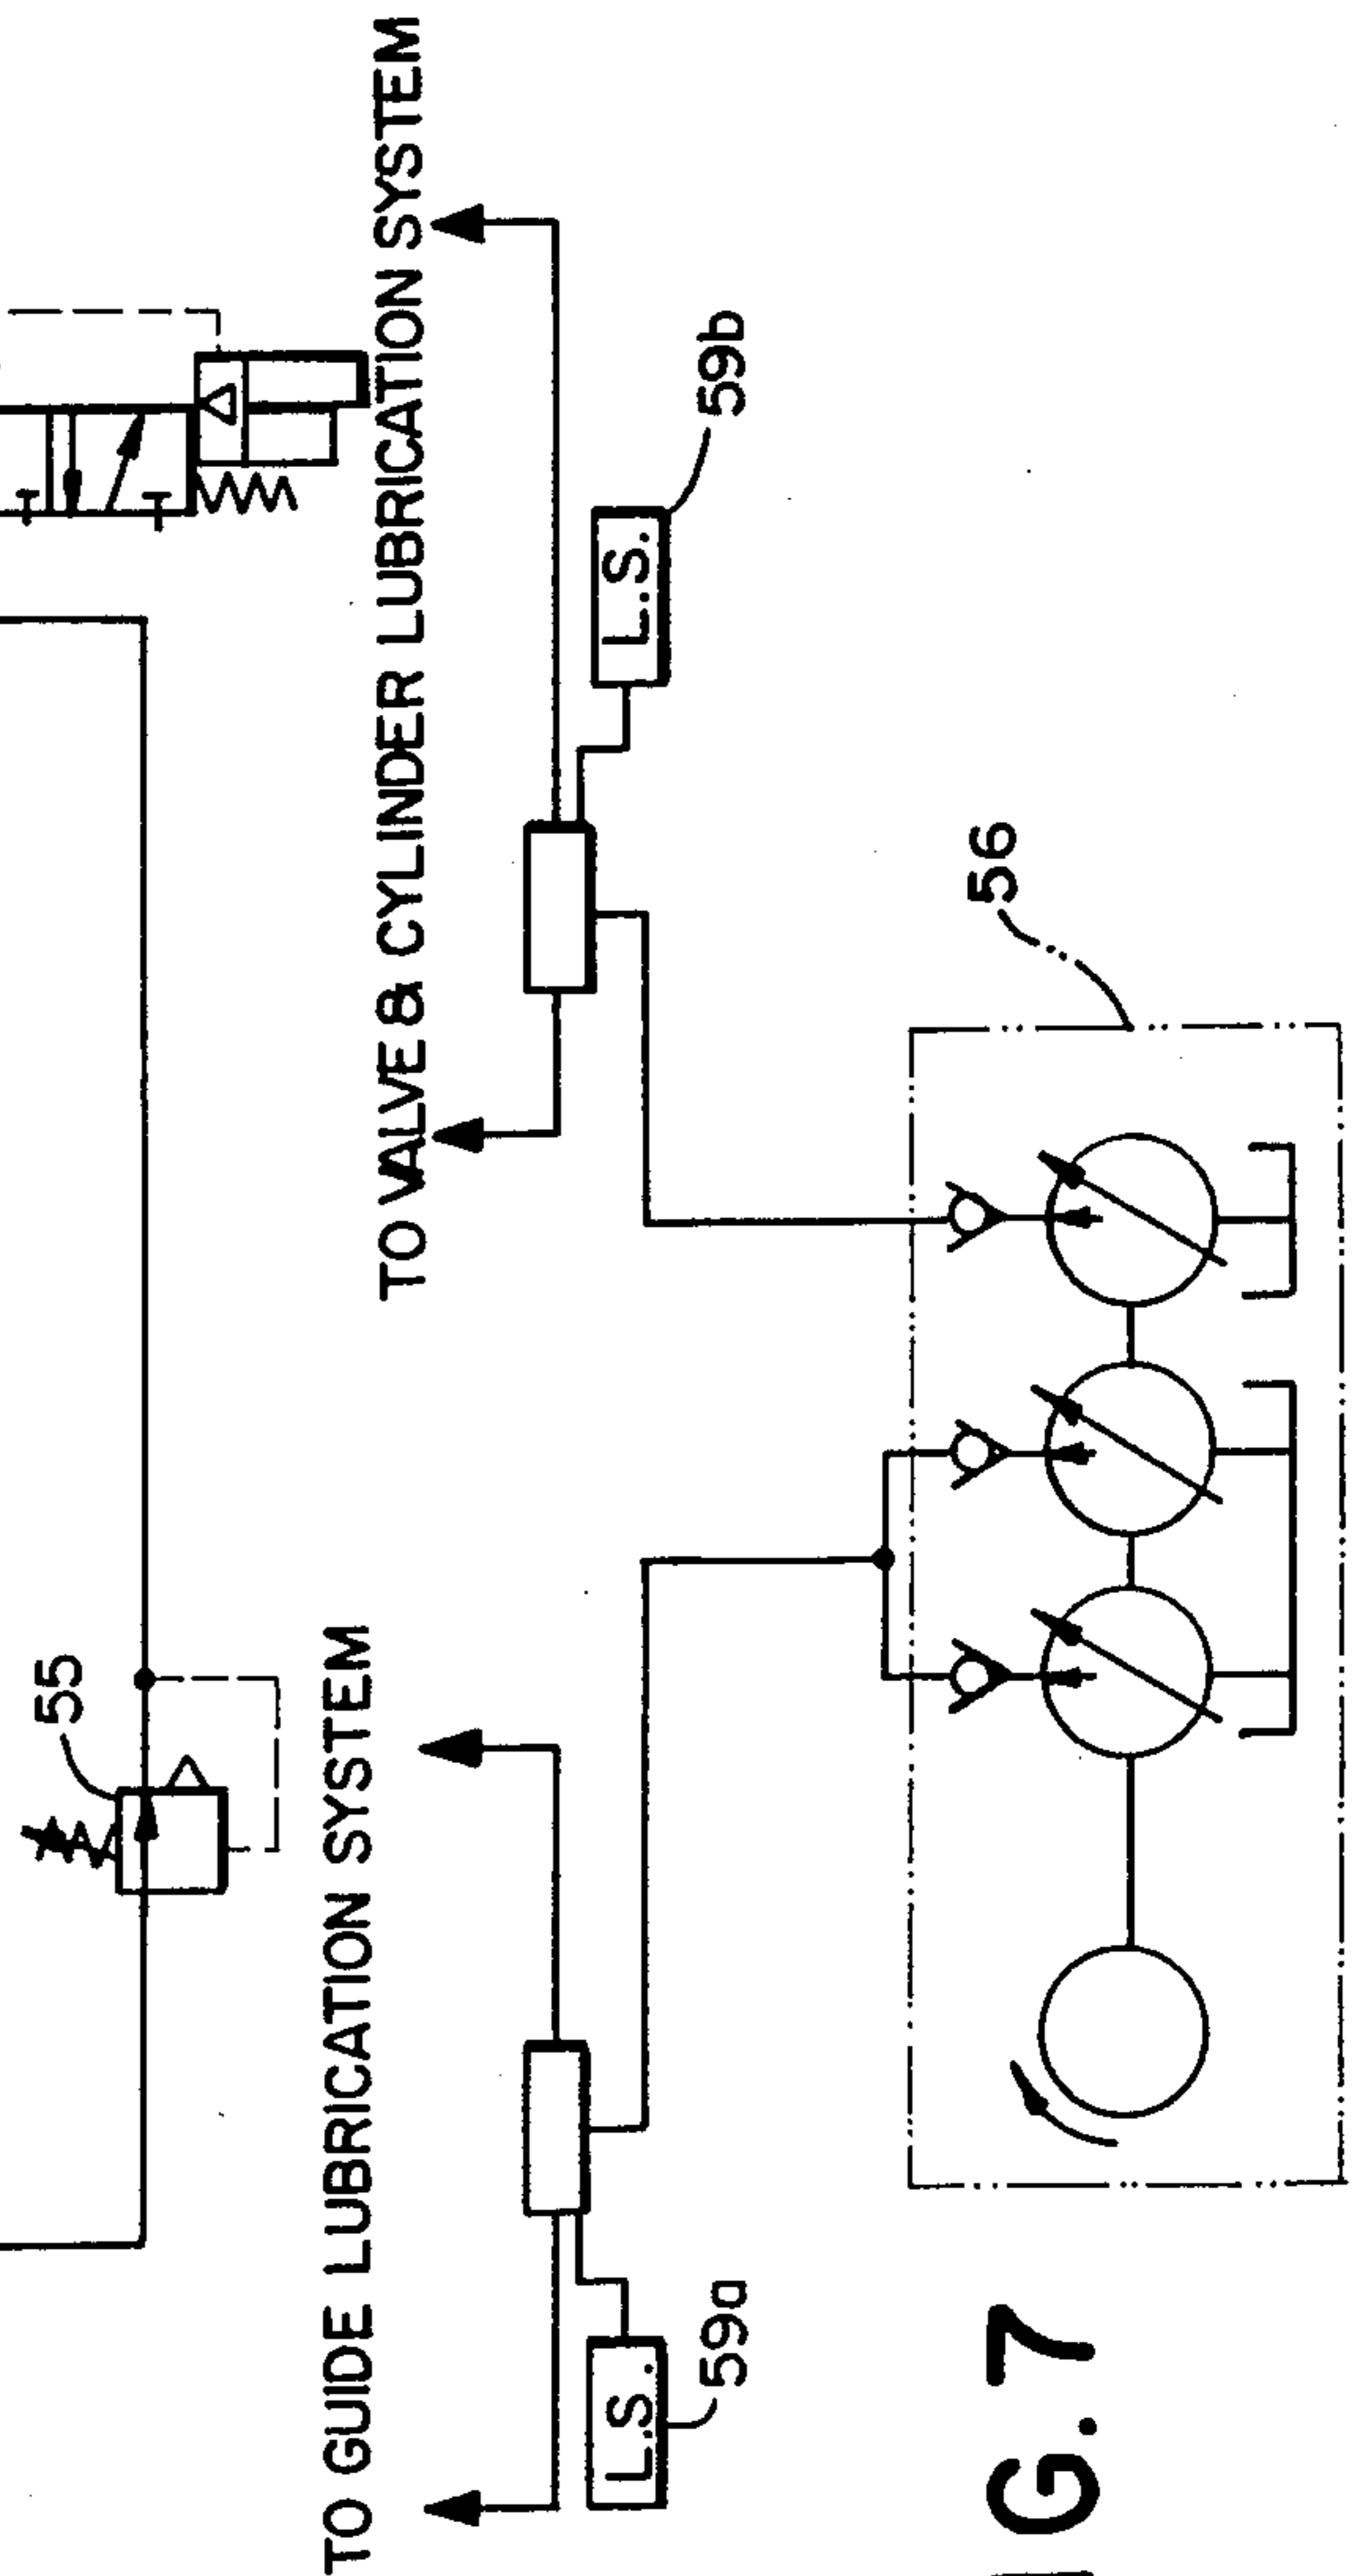 55
TO GUIDE LUBRICATION SYSTEM
TO VALVE & CYLINDER LUBRICATION SYSTEM
L.S.
59a
L.S.
59b
56
G.7